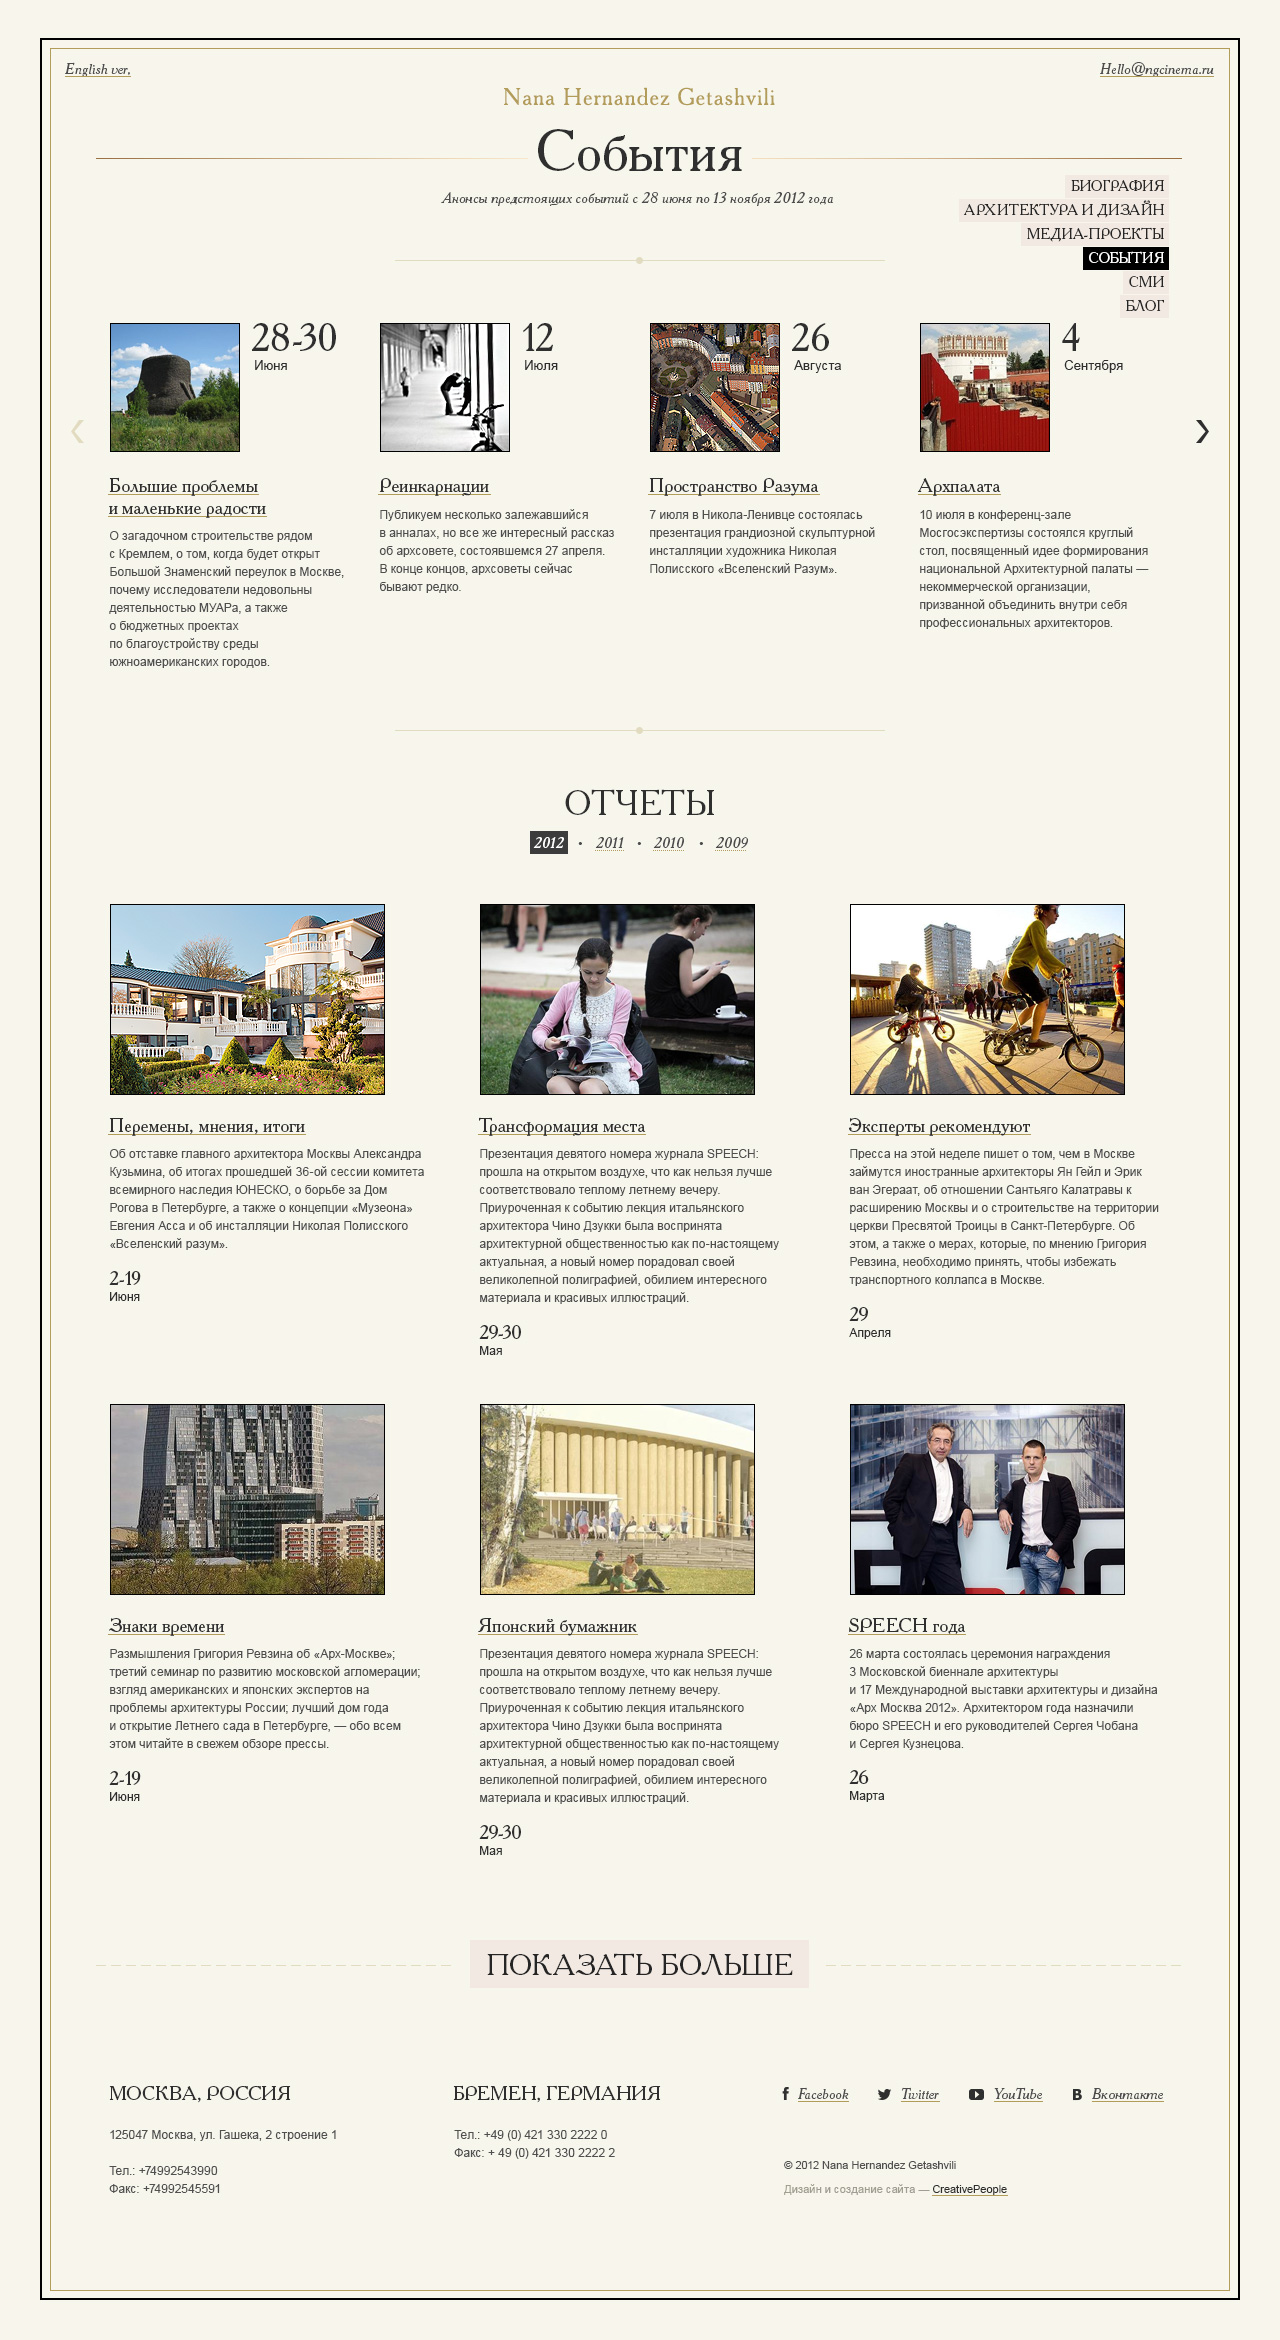 English ver.
Hello@ngcinema.ru
Nana Hernandez Getashvili
События
Анонсы предстоящих событий с 28 июня по 13 ноября 2012 года
БИОГРАФИЯ
АРХИТЕКТУРА И ДИЗАЙН
МЕДИА-ПРОЕКТЫ
СОБЫТИЯ
СМИ
БЛОГ
28-30
Июня
Большие проблемы
и маленькие радости
О загадочном строительстве рядом
с Кремлем, о том, когда будет открыт
Большой Знаменский переулок в Москве,
почему исследователи недовольны
деятельностью МУАРа, а также
о бюджетных проектах
по благоустройству среды
южноамериканских городов.
12
Июля
Реинкарнации
Публикуем несколько залежавшийся
в анналах, но все же интересный рассказ
об архсовете, состоявшемся 27 апреля.
В конце концов, архсоветы сейчас
бывают редко.
26
Августа
Пространство Разума
7 июля в Никола-Ленивце состоялась
презентация грандиозной скульптурной
инсталляции художника Николая
Полисского «Вселенский Разум».
4
Сентября
Архпалата
10 июля в конференц-зале
Мосгосэкспертизы состоялся круглый
стол, посвященный идее формирования
национальной Архитектурной палаты —
некоммерческой организации,
призванной объединить внутри себя
профессиональных архитекторов.
ОТЧЕТЫ
2012 • 2011 • 2010 • 2009
Перемены, мнения, итоги
Об отставке главного архитектора Москвы Александра
Кузьмина, об итогах прошедшей 36-ой сессии комитета
всемирного наследия ЮНЕСКО, о борьбе за Дом
Рогова в Петербурге, а также о концепции «Музеона»
Евгения Асса и об инсталляции Николая Полисского
«Вселенский разум».
2-19
Июня
Трансформация места
Презентация девятого номера журнала SPEECH:
прошла на открытом воздухе, что как нельзя лучше
соответствовало теплому летнему вечеру.
Приуроченная к событию лекция итальянского
архитектора Чино Дзукки была воспринята
архитектурной общественностью как по-настоящему
актуальная, а новый номер порадовал своей
великолепной полиграфией, обилием интересного
материала и красивых иллюстраций.
29-30
Мая
Эксперты рекомендуют
Пресса на этой неделе пишет о том, чем в Москве
займутся иностранные архитекторы Ян Гейл и Эрик
ван Эгераат, об отношении Сантьяго Калатравы к
расширению Москвы и о строительстве на территории
церкви Пресвятой Троицы в Санкт-Петербурге. Об
этом, а также о мерах, которые, по мнению Григория
Ревзина, необходимо принять, чтобы избежать
транспортного коллапса в Москве.
29
Апреля
Знаки времени
Размышления Григория Ревзина об «Арх-Москве»;
третий семинар по развитию московской агломерации;
взгляд американских и японских экспертов на
проблемы архитектуры России; лучший дом года
и открытие Летнего сада в Петербурге, — обо всем
этом читайте в свежем обзоре прессы.
2-19
Июня
Японский бумажник
Презентация девятого номера журнала SPEECH:
прошла на открытом воздухе, что как нельзя лучше
соответствовало теплому летнему вечеру.
Приуроченная к событию лекция итальянского
архитектора Чино Дзукки была воспринята
архитектурной общественностью как по-настоящему
актуальная, а новый номер порадовал своей
великолепной полиграфией, обилием интересного
материала и красивых иллюстраций.
29-30
Мая
SPEECH года
26 марта состоялась церемония награждения
3 Московской биеннале архитектуры
и 17 Международной выставки архитектуры и дизайна
«Арх Москва 2012». Архитектором года назначили
бюро SPEECH и его руководителей Сергея Чобана
и Сергея Кузнецова.
26
Марта
ПОКАЗАТЬ БОЛЬШЕ
МОСКВА, РОССИЯ
125047 Москва, ул. Гашека, 2 строение 1
Тел.: +74992543990
Факс: +74992545591
БРЕМЕН, ГЕРМАНИЯ
Тел.: +49 (0) 421 330 2222 0
Факс: + 49 (0) 421 330 2222 2
Facebook
Twitter
YouTube
Вконтакте
© 2012 Nana Hernandez Getashvili
Дизайн и создание сайта — CreativePeople